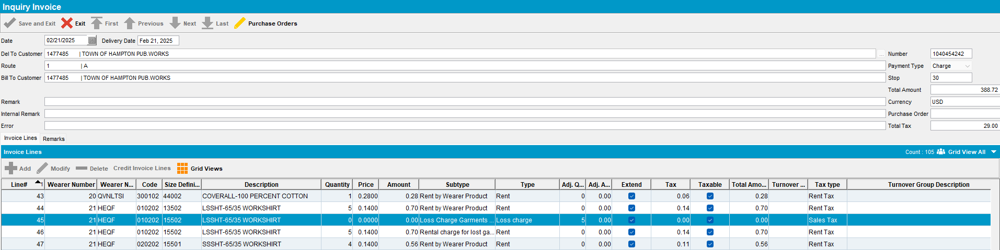 Inquiry Invoice
Save and Exit Exit First Previous Next Last Purchase Orders
Date 02/21/2025 16 Delivery Date Feb 21, 2025
Del To Customer 1477485 | TOWN OF HAMPTON PUB.WORKS ... Number 1040454242
Route 1 | A Payment Type Charge
Bill To Customer 1477485 | TOWN OF HAMPTON PUB.WORKS Stop 30
Total Amount 388.72
Remark Currency USD
Internal Remark Purchase Order
Error Total Tax 29.00
Invoice Lines Remarks
Invoice Lines Count : 105 Grid View All
Add Modify Delete Credit Invoice Lines Grid Views
Line# 1 Wearer Number Wearer N... Code Size Defini... Description Quantity Price Amount Subtype Type Adj. Q... Adj. A... Extend Tax Taxable Total Amo... Turnover ... Tax type Turnover Group Description
43 20 QVNLTSI 300102 44002 COVERALL-100 PERCENT COTTON 1 0.2800 0.28 Rent by Wearer Product Rent 0 0.00 0.06 0.28 Rent Tax
44 21 HEQF 010202 13502 LSSHT-65/35 WORKSHIRT 5 0.1400 0.70 Rent by Wearer Product Rent 0 0.00 0.14 0.70 Rent Tax
45 21 HEQF 010202 15502 LSSHT-65/35 WORKSHIRT 0 0.0000 0.00 Loss Charge Garments ... Loss charge 5 0.00 0.00 0.00 Sales Tax
46 21 HEQF 010202 15502 LSSHT-65/35 WORKSHIRT 5 0.1400 0.70 Rental charge for lost ga... Rent 0 0.00 0.14 0.70 Rent Tax
47 21 HEQF 020202 15501 SSSHT-65/35 WORKSHIRT 4 0.1400 0.56 Rent by Wearer Product Rent 0 0.00 0.11 0.56 Rent Tax